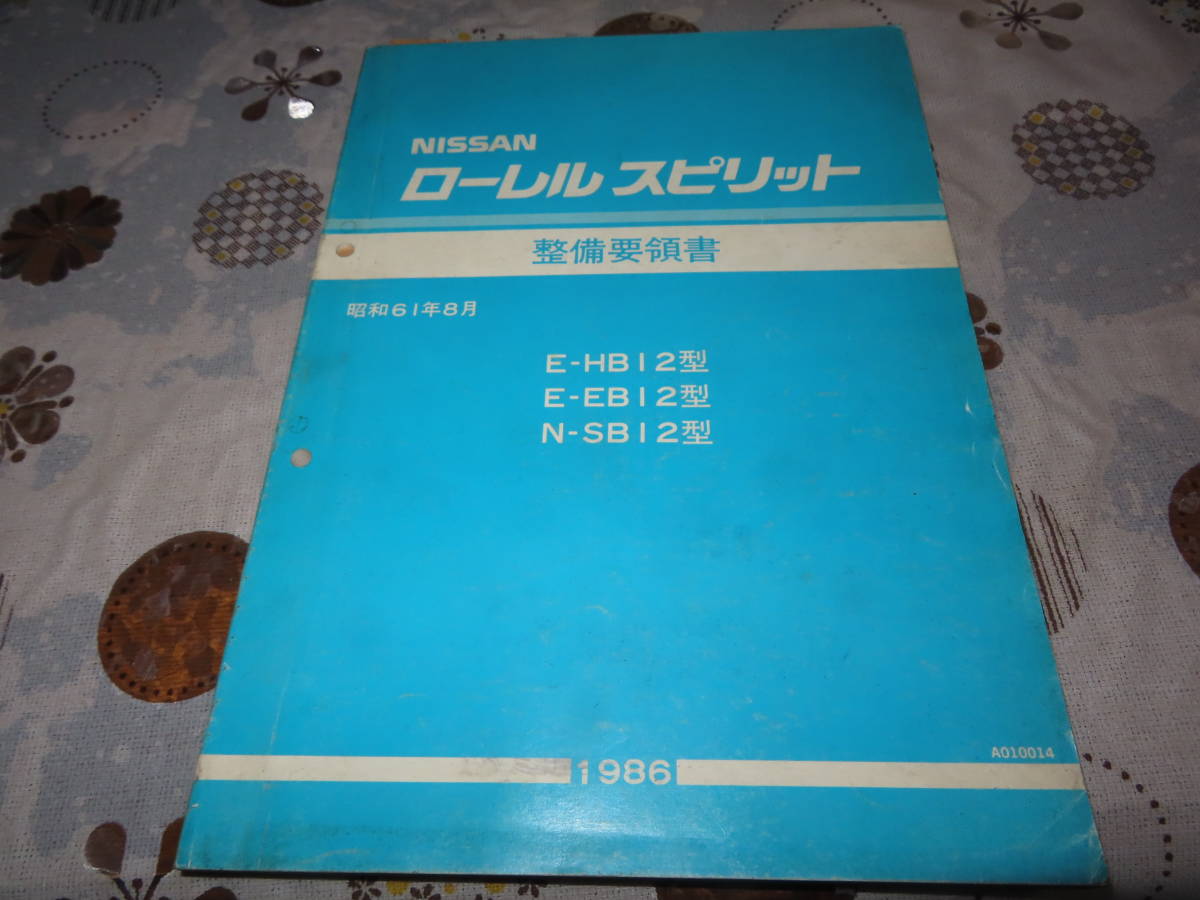 NISSAN
ローレル スピリット
整備要領書
昭和61年8月
E-HB12型
E-EB12型
N-SB12型
A010014
1986